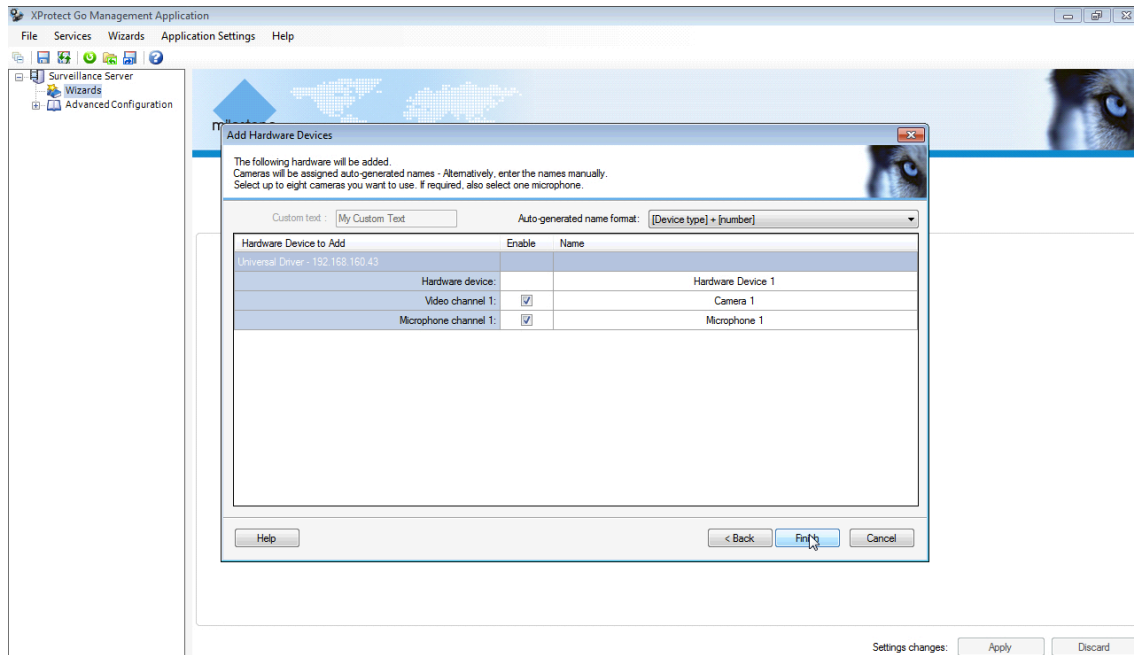 XProtect Go Management Application
File Services Wizards Application Settings Help
Surveillance Server
Wizards
Advanced Configuration
Add Hardware Devices
The following hardware will be added.
Cameras will be assigned auto-generated names - Alternatively, enter the names manually.
Select up to eight cameras you want to use. If required, also select one microphone.
Custom text : My Custom Text Auto-generated name format: [Device type] + [number]
Hardware Device to Add Enable Name
Universal Driver - 192.168.160.43
Hardware device: Hardware Device 1
Video channel 1: Camera 1
Microphone channel 1: Microphone 1
Help < Back Finish Cancel
Settings changes: Apply Discard